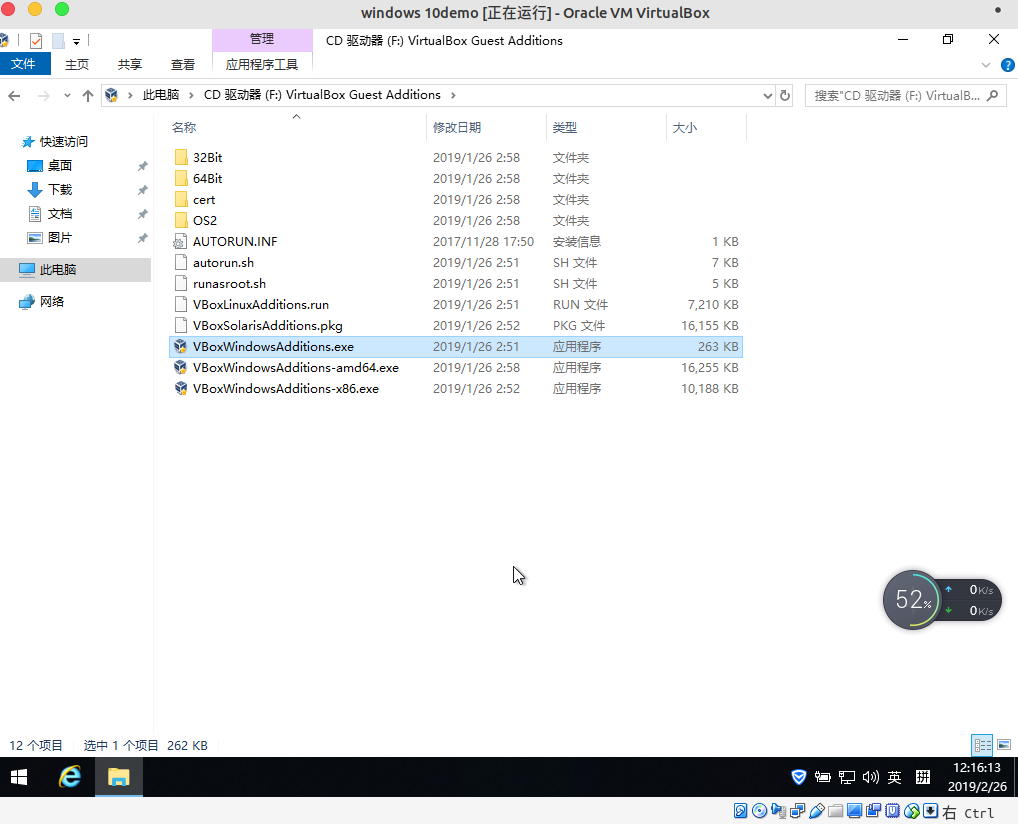 windows 10demo [正在运行] - Oracle VM VirtualBox
管理
CD 驱动器 (F:) VirtualBox Guest Additions
文件 主页 共享 查看 应用程序工具
此电脑 CD 驱动器 (F:) VirtualBox Guest Additions
搜索"CD 驱动器 (F:) VirtualB...
名称 修改日期 类型 大小
快速访问
桌面
下载
文档
图片
此电脑
网络
32Bit 2019/1/26 2:58 文件夹
64Bit 2019/1/26 2:58 文件夹
cert 2019/1/26 2:58 文件夹
OS2 2019/1/26 2:58 文件夹
AUTORUN.INF 2017/11/28 17:50 安装信息 1 KB
autorun.sh 2019/1/26 2:51 SH 文件 7 KB
runasroot.sh 2019/1/26 2:51 SH 文件 5 KB
VBoxLinuxAdditions.run 2019/1/26 2:51 RUN 文件 7,210 KB
VBoxSolarisAdditions.pkg 2019/1/26 2:52 PKG 文件 16,155 KB
VBoxWindowsAdditions.exe 2019/1/26 2:51 应用程序 263 KB
VBoxWindowsAdditions-amd64.exe 2019/1/26 2:58 应用程序 16,255 KB
VBoxWindowsAdditions-x86.exe 2019/1/26 2:52 应用程序 10,188 KB
52%
0K/s
0K/s
12 个项目 选中 1 个项目 262 KB
英 拼
12:16:13
2019/2/26
右 Ctrl